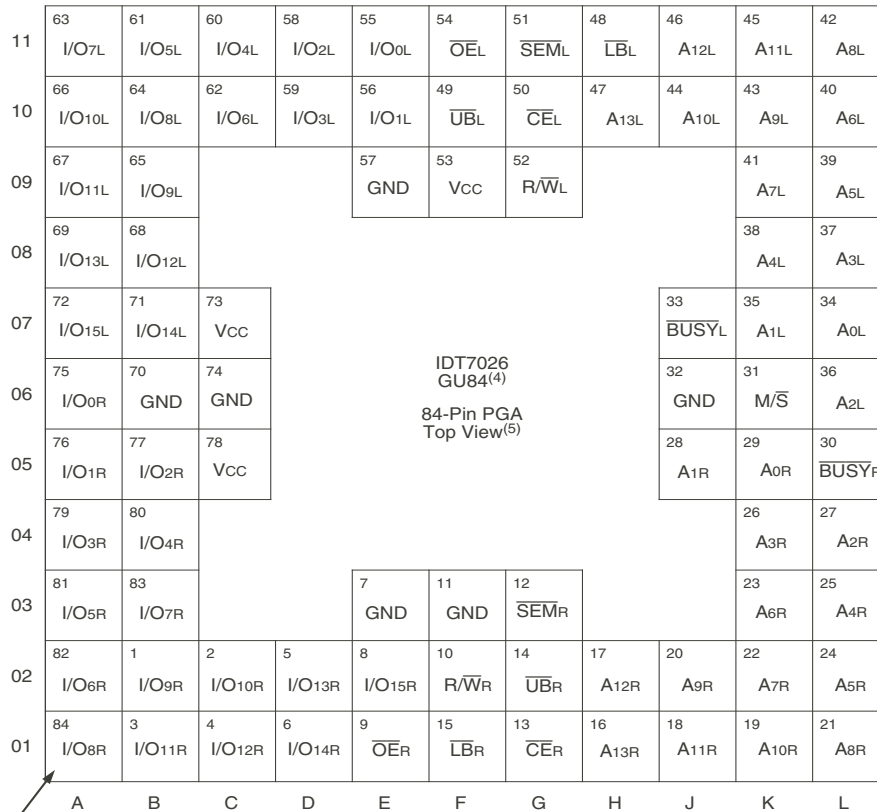 63 61 60 58 55 54 51 48 46 45 42
11 I/O7L I/O5L I/O4L I/O2L I/O0L OEL SEML LBL A12L A11L A8L
66 64 62 59 56 49 50 47 44 43 40
10 I/O10L I/O8L I/O6L I/O3L I/O1L UBL CEL A13L A10L A9L A6L
67 65 57 53 52 41 39
09 I/O11L I/O9L GND VCC R/WL A7L A5L
69 68 38 37
08 I/O13L I/O12L A4L A3L
72 71 73 33 35 34
07 I/O15L I/O14L VCC BUSYL A1L A0L
IDT7026
GU84(4)
75 70 74 32 31 36
06 I/O0R GND GND GND M/S A2L
84-Pin PGA
Top View(5)
76 77 78 28 29 30
05 I/O1R I/O2R VCC A1R A0R BUSYR
79 80 26 27
04 I/O3R I/O4R A3R A2R
81 83 7 11 12 23 25
03 I/O5R I/O7R GND GND SEMR A6R A4R
82 1 2 5 8 10 14 17 20 22 24
02 I/O6R I/O9R I/O10R I/O13R I/O15R R/WR UBR A12R A9R A7R A5R
84 3 4 6 9 15 13 16 18 19 21
01 I/O8R I/O11R I/O12R I/O14R OER LBR CER A13R A11R A10R A8R
A B C D E F G H J K L